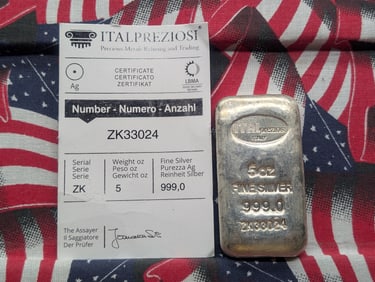 ITALPREZIOSI
Precious Metals Refining and Trading
Ag
CERTIFICATE
CERTIFICATO
ZERTIFIKAT
LBMA
Number - Numero - Anzahl
ZK33024
Serial
Serie
Serie
ZK
Weight oz
Peso oz
Gewicht oz
5
Fine Silver
Purezza Ag
Reinheit Silber
999,0
The Assayer
Il Saggiatore
Der Prüfer
ITALPREZIOSI
5oz
FINE SILVER
999.0
ZK33024